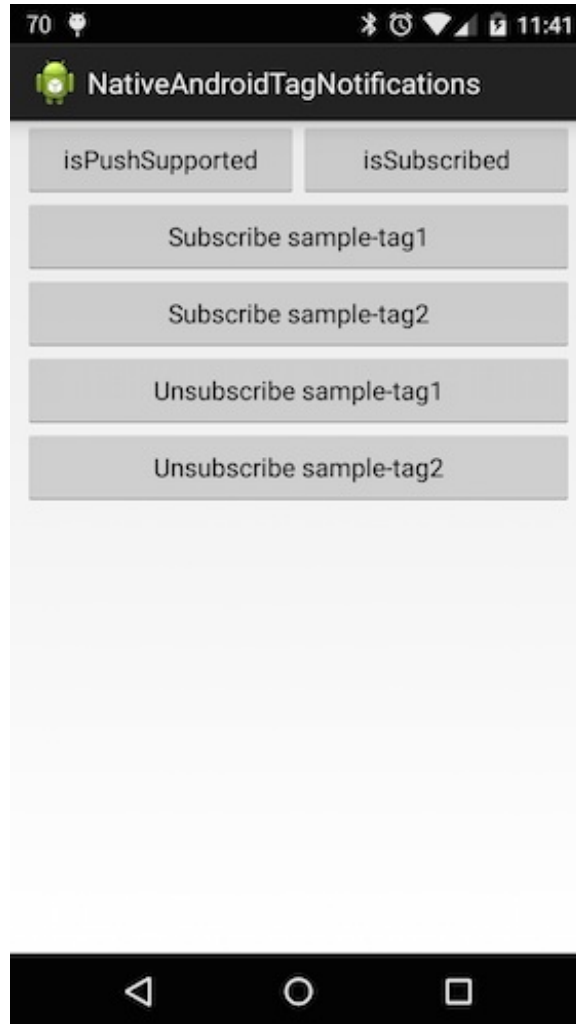 70 11:41
NativeAndroidTagNotifications
isPushSupported isSubscribed
Subscribe sample-tag1
Subscribe sample-tag2
Unsubscribe sample-tag1
Unsubscribe sample-tag2